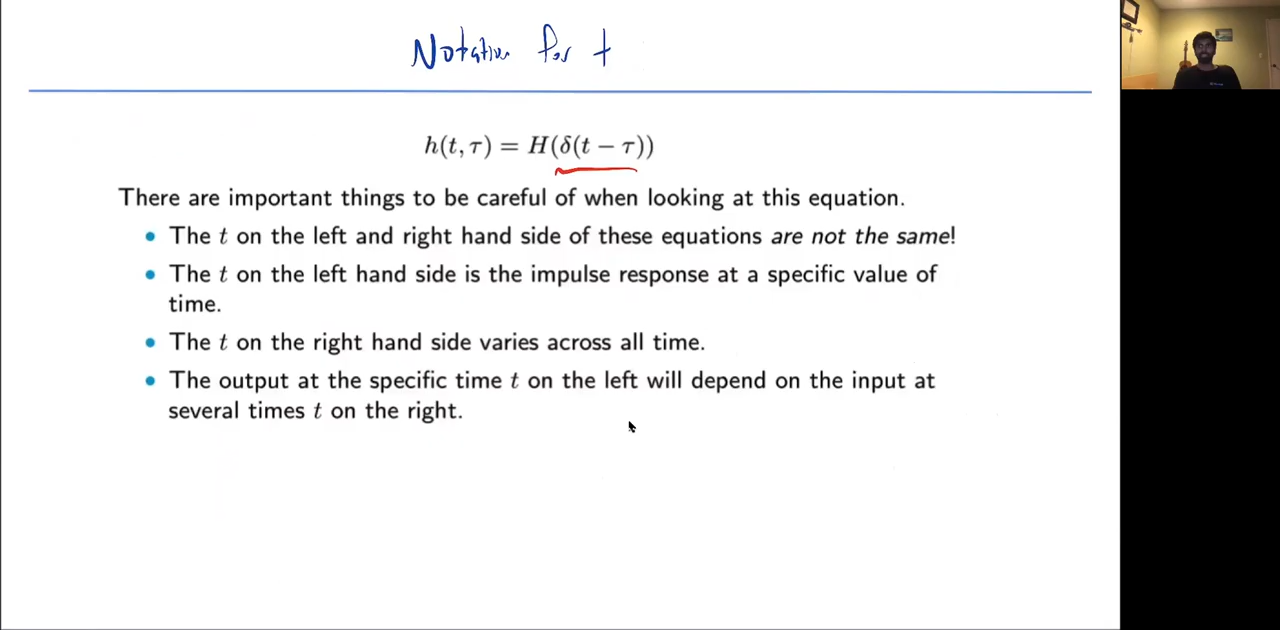 Notation for t
h(t, τ) = H(δ(t − τ))
There are important things to be careful of when looking at this equation.
• The t on the left and right hand side of these equations are not the same!
• The t on the left hand side is the impulse response at a specific value of
time.
• The t on the right hand side varies across all time.
• The output at the specific time t on the left will depend on the input at
several times t on the right.